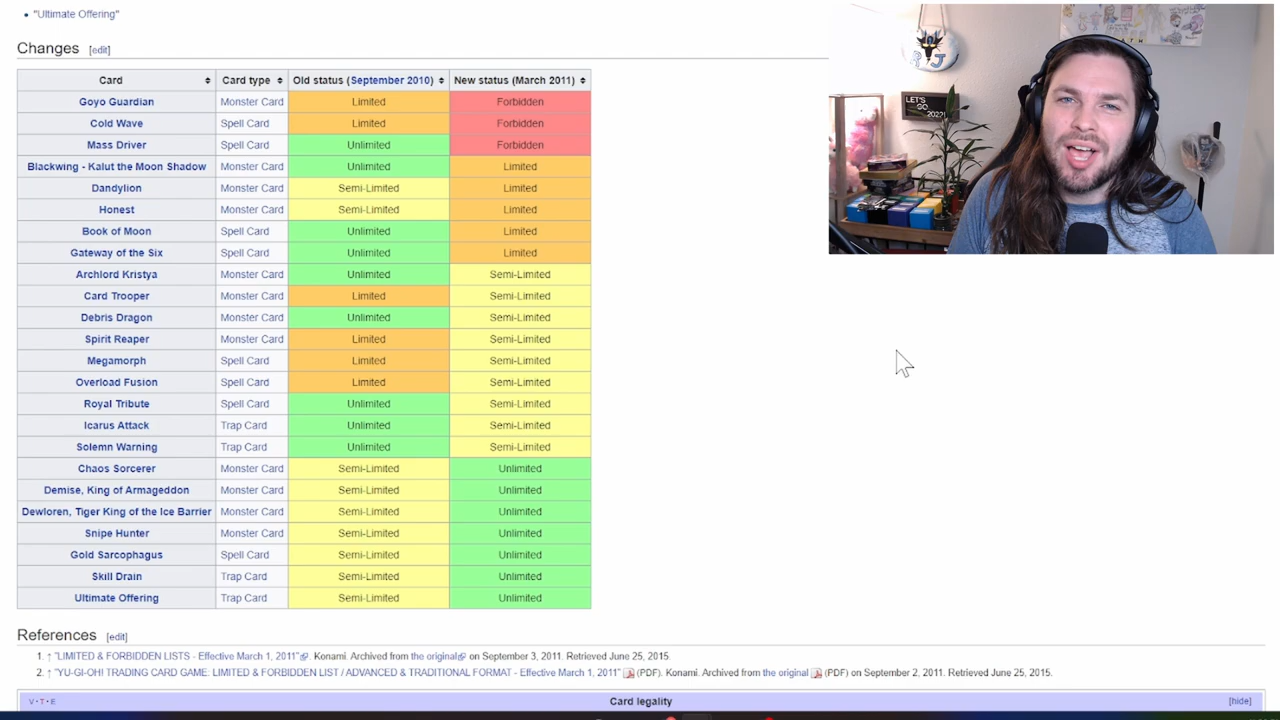 "Ultimate Offering"
Changes [edit]
Card Card type Old status (September 2010) New status (March 2011)
Goyo Guardian Monster Card Limited Forbidden
Cold Wave Spell Card Limited Forbidden
Mass Driver Spell Card Unlimited Forbidden
Blackwing - Kalut the Moon Shadow Monster Card Unlimited Limited
Dandylion Monster Card Semi-Limited Limited
Honest Monster Card Semi-Limited Limited
Book of Moon Spell Card Unlimited Limited
Gateway of the Six Spell Card Unlimited Limited
Archlord Kristya Monster Card Unlimited Semi-Limited
Card Trooper Monster Card Limited Semi-Limited
Debris Dragon Monster Card Unlimited Semi-Limited
Spirit Reaper Monster Card Limited Semi-Limited
Megamorph Spell Card Limited Semi-Limited
Overload Fusion Spell Card Limited Semi-Limited
Royal Tribute Spell Card Unlimited Semi-Limited
Icarus Attack Trap Card Unlimited Semi-Limited
Solemn Warning Trap Card Unlimited Semi-Limited
Chaos Sorcerer Monster Card Semi-Limited Unlimited
Demise, King of Armageddon Monster Card Semi-Limited Unlimited
Dewloren, Tiger King of the Ice Barrier Monster Card Semi-Limited Unlimited
Snipe Hunter Monster Card Semi-Limited Unlimited
Gold Sarcophagus Spell Card Semi-Limited Unlimited
Skill Drain Trap Card Semi-Limited Unlimited
Ultimate Offering Trap Card Semi-Limited Unlimited
References [edit]
1. ↑ "LIMITED & FORBIDDEN LISTS - Effective March 1, 2011". Konami. Archived from the original on September 3, 2011. Retrieved June 25, 2015.
2. ↑ "YU-GI-OH! TRADING CARD GAME: LIMITED & FORBIDDEN LIST / ADVANCED & TRADITIONAL FORMAT - Effective March 1, 2011" (PDF). Konami. Archived from the original (PDF) on September 2, 2011. Retrieved June 25, 2015.
V·T·E Card legality [hide]
R J
LET'S
GO
2022!